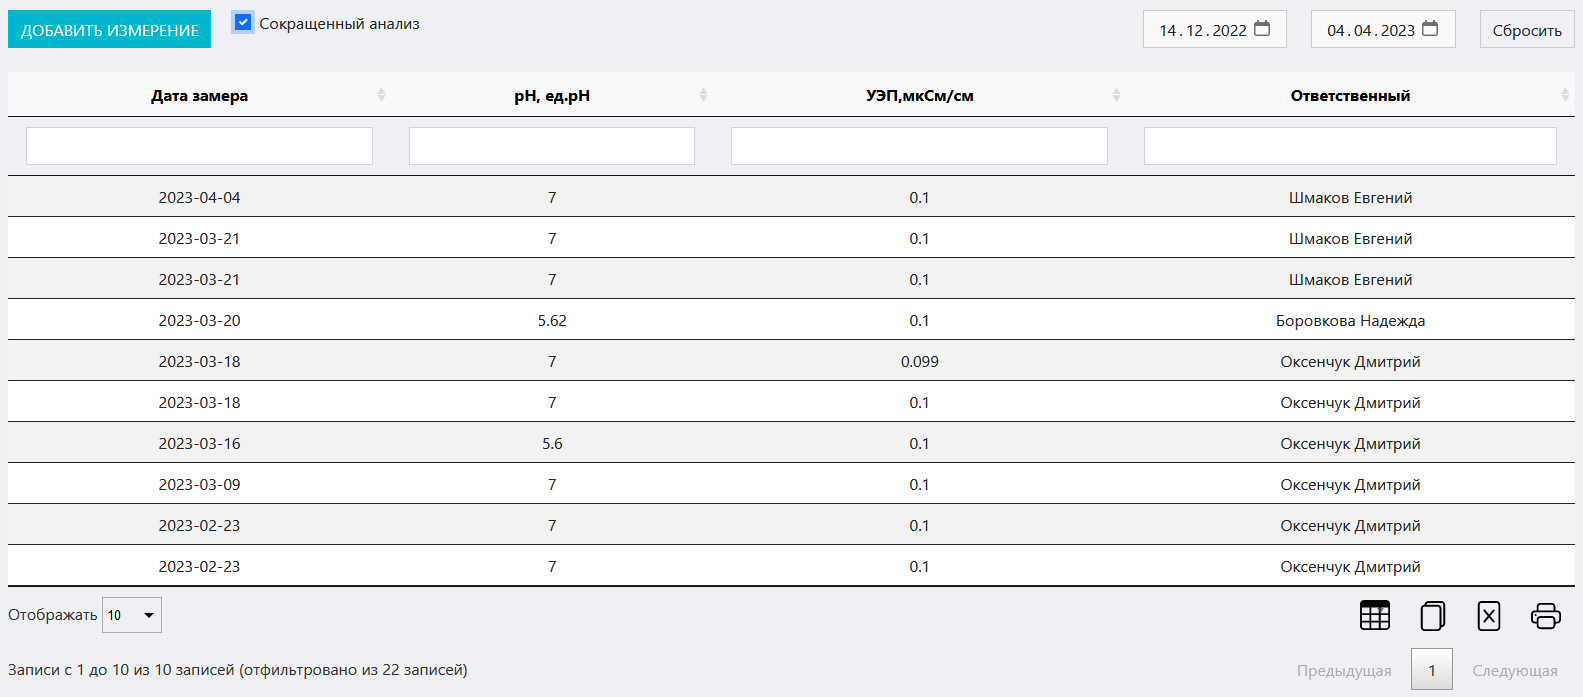 ДОБАВИТЬ ИЗМЕРЕНИЕ Сокращенный анализ 14.12.2022 04.04.2023 Сбросить
Дата замера pH, ед.pH УЭП,мкСм/см Ответственный
2023-04-04 7 0.1 Шмаков Евгений
2023-03-21 7 0.1 Шмаков Евгений
2023-03-21 7 0.1 Шмаков Евгений
2023-03-20 5.62 0.1 Боровкова Надежда
2023-03-18 7 0.099 Оксенчук Дмитрий
2023-03-18 7 0.1 Оксенчук Дмитрий
2023-03-16 5.6 0.1 Оксенчук Дмитрий
2023-03-09 7 0.1 Оксенчук Дмитрий
2023-02-23 7 0.1 Оксенчук Дмитрий
2023-02-23 7 0.1 Оксенчук Дмитрий
Отображать 10
Записи с 1 до 10 из 10 записей (отфильтровано из 22 записей) Предыдущая 1 Следующая